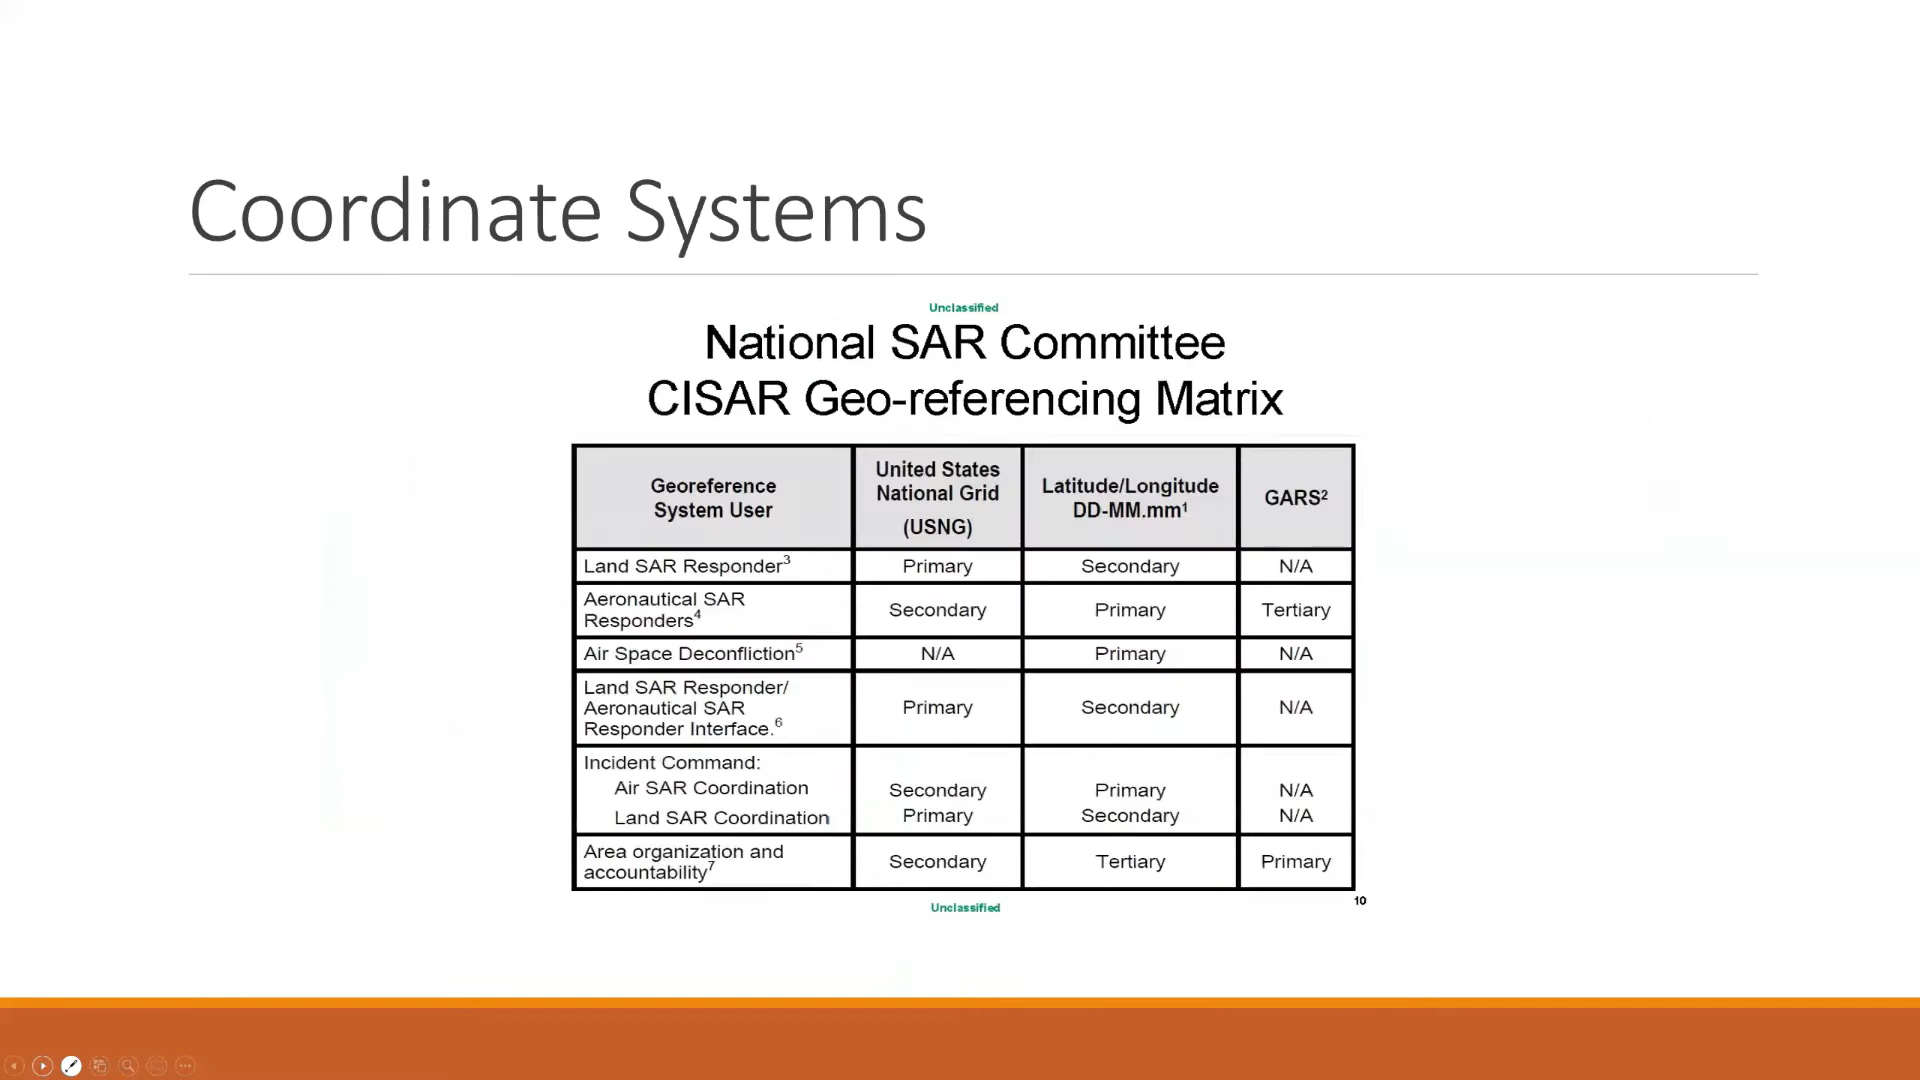 Coordinate Systems
Unclassified
National SAR Committee
CISAR Geo-referencing Matrix
Georeference
System User
United States
National Grid
(USNG)
Latitude/Longitude
DD-MM.mm¹
GARS²
Land SAR Responder³
Primary
Secondary
N/A
Aeronautical SAR
Responders⁴
Secondary
Primary
Tertiary
Air Space Deconfliction⁵
N/A
Primary
N/A
Land SAR Responder/
Aeronautical SAR
Responder Interface.⁶
Primary
Secondary
N/A
Incident Command:
Air SAR Coordination
Secondary
Primary
N/A
Land SAR Coordination
Primary
Secondary
N/A
Area organization and
accountability⁷
Secondary
Tertiary
Primary
10
Unclassified